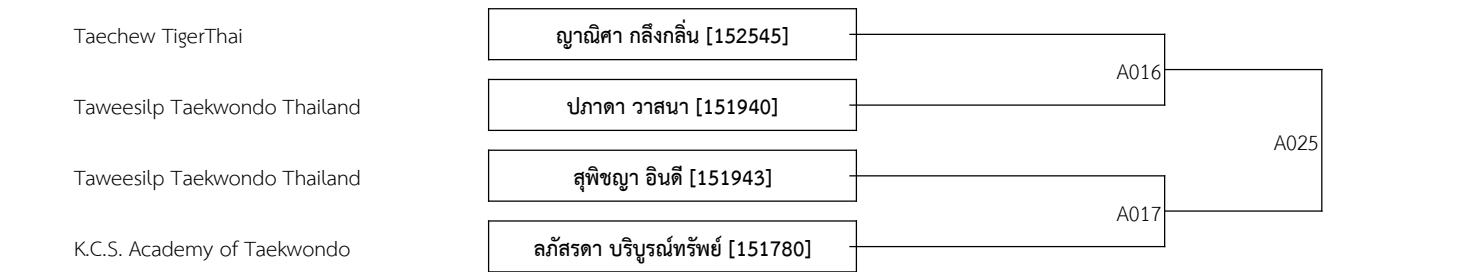 Taechew TigerThai ญาณิศา กลึงกลิ่น [152545]
A016
Taweesilp Taekwondo Thailand ปภาดา วาสนา [151940]
A025
Taweesilp Taekwondo Thailand สุพิชญา อินดี [151943]
A017
K.C.S. Academy of Taekwondo ลภัสรดา บริบูรณ์ทรัพย์ [151780]